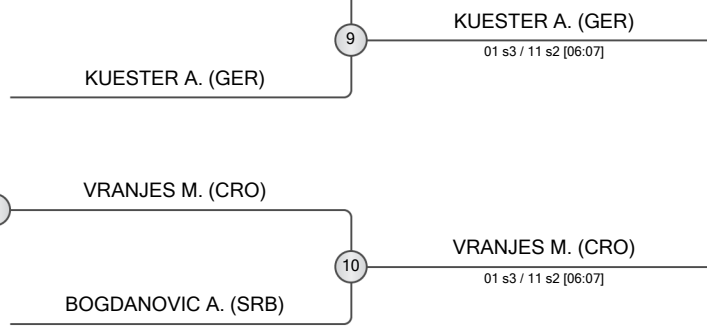 KUESTER A. (GER)
9
01 s3 / 11 s2 [06:07]
KUESTER A. (GER)
VRANJES M. (CRO)
VRANJES M. (CRO)
10
01 s3 / 11 s2 [06:07]
BOGDANOVIC A. (SRB)